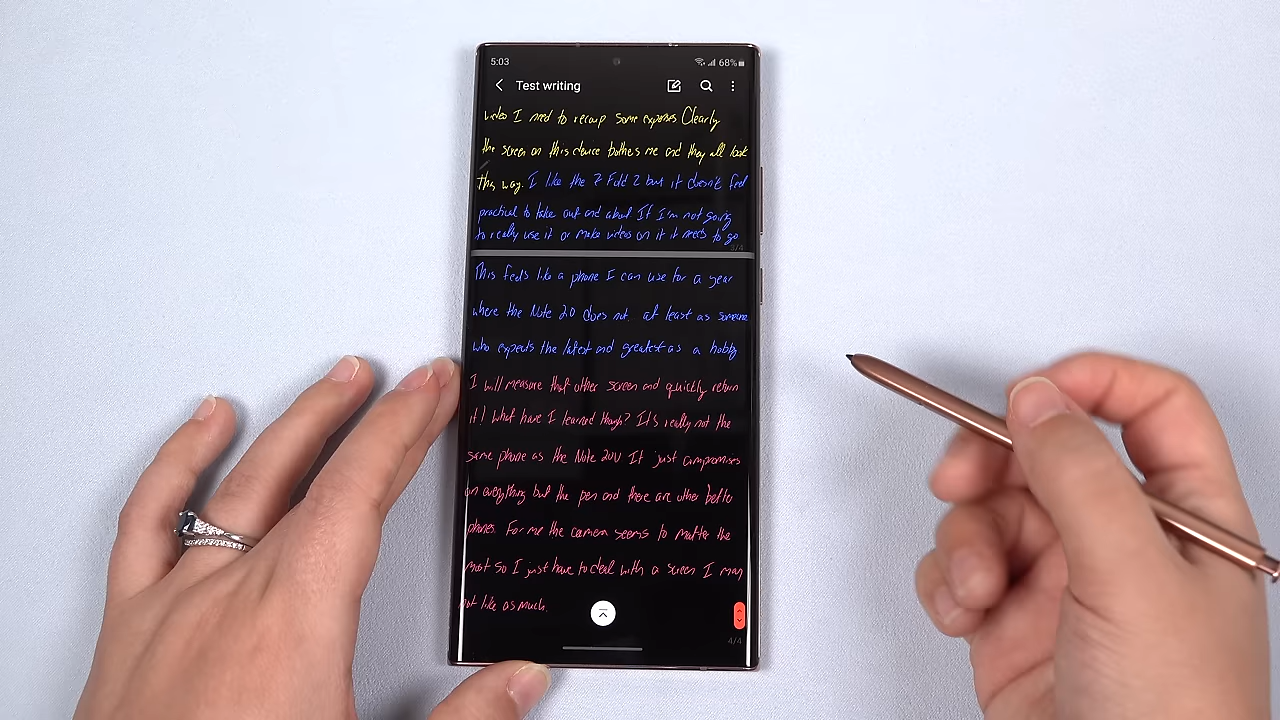 5:03 68%
Test writing
video I need to recoup some expenses Clearly
the screen on this device bothers me and they all look
this way. I like the Z Fold 2 but it doesn't feel
practical to take out and about If I'm not going
to really use it or make videos on it it needs to go
3/4
This feels like a phone I can use for a year
where the Note 20 does not. at least as someone
who expects the latest and greatest as a hobby
I will measure that other screen and quickly return
it! What have I learned though? It's really not the
same phone as the Note 20U It just compromises
on everything but the pen and there are other better
phones. For me the camera seems to matter the
most so I just have to deal with a screen I may
not like as much.
4/4